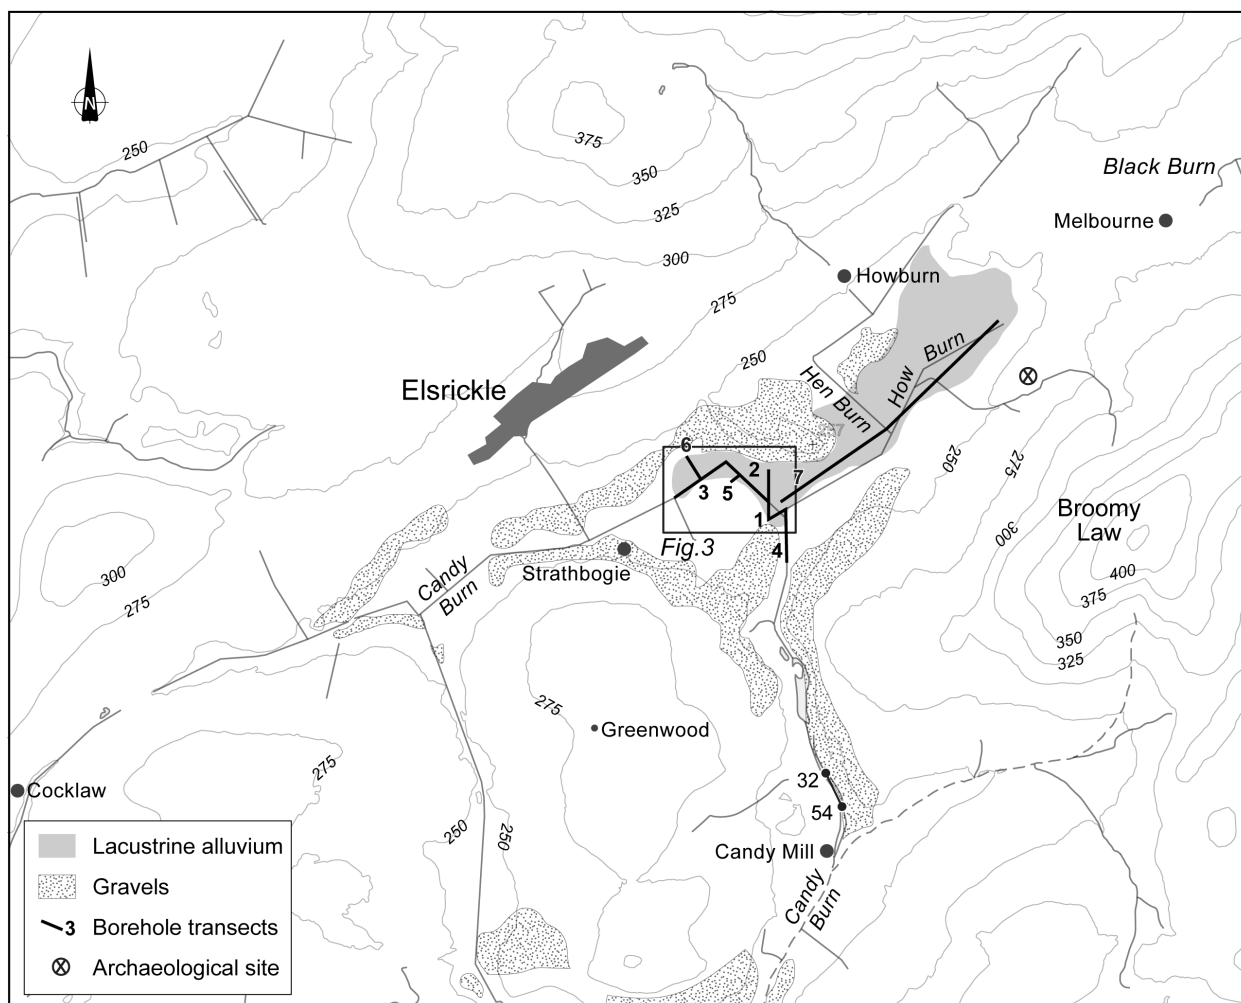 N
250
375
350
325
300
275
250
Black Burn
Melbourne
Howburn
Elsrickle
Hen Burn
How
Burn
6
3
5
2
1
7
4
Fig.3
250
275
300
Broomy
Law
400
375
350
325
Strathbogie
Candy
Burn
300
275
275
Greenwood
275
250
250
Cocklaw
32
54
Candy Mill
Candy
Burn
Lacustrine alluvium
Gravels
3 Borehole transects
Archaeological site